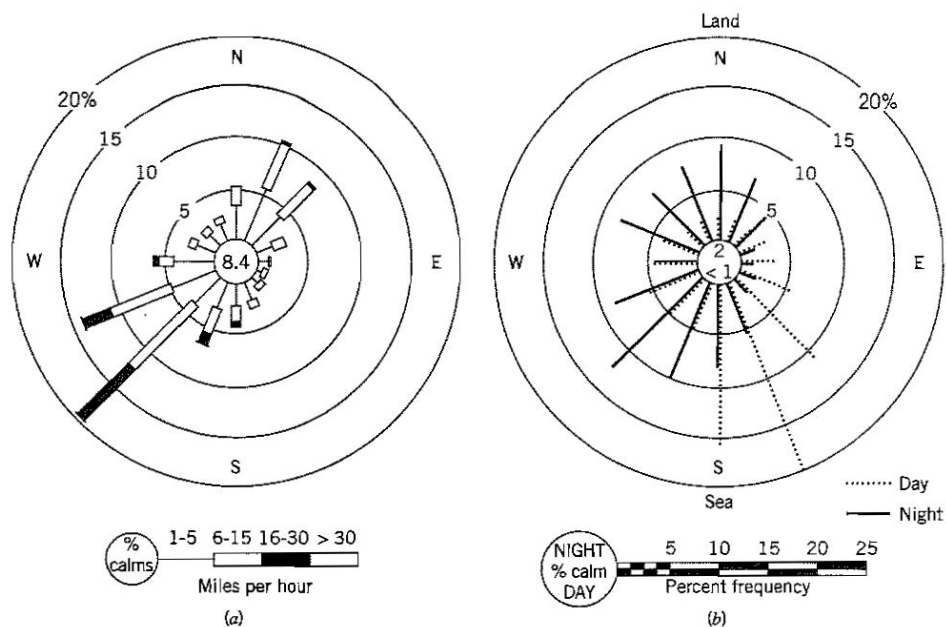 N
20%
15
10
5
W
8.4
E
S
% calms
1-5 6-15 16-30 > 30
Miles per hour
(a)
Land
N
20%
15
10
5
W
2
< 1
E
S
Sea
Day
Night
NIGHT
% calm
DAY
5 10 15 20 25
Percent frequency
(b)